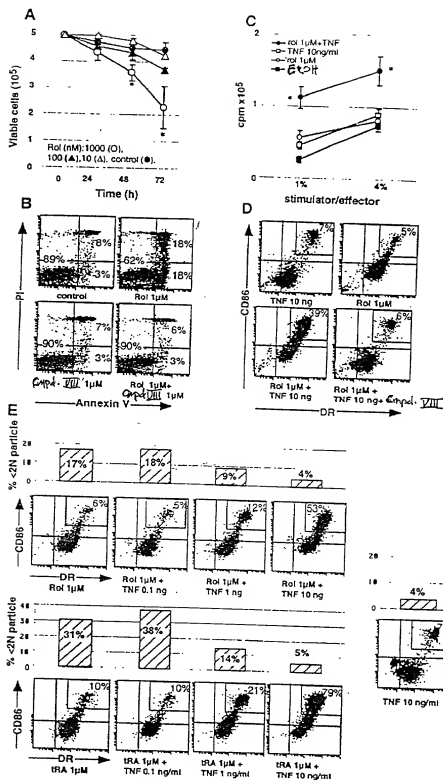 A
Viable cells (10⁵)
5
4
3
2
1
0
Rol (nM):1000 (O),
100 (▲),10 (△), control (●).
0 24 48 72
Time (h)
C
rol 1µM+TNF
TNF 10ng/ml
rol 1µM
EtOH
cpm x10⁵
2
1
0
1% 4%
stimulator/effector
B
PI
8%
89%
3%
control
18%
62%
18%
Rol 1µM
7%
90%
3%
Cmpd. VIII 1µM
6%
90%
3%
Rol 1µM+
Cmpd VIII 1µM
Annexin V
D
CD86
7%
TNF 10 ng
5%
Rol 1µM
39%
Rol 1µM
+ TNF 10 ng
6%
Rol 1µM
+ TNF 10 ng+ Cmpd. VIII
DR
E
% <2N particle
20
10
0
17%
18%
9%
4%
CD86
6%
5%
2%
53%
DR
Rol 1µM
Rol 1µM +
TNF 0.1 ng
Rol 1µM
+ TNF 1 ng
Rol 1µM
+ TNF 10 ng
% <2N particle
40
30
20
10
0
31%
38%
14%
5%
CD86
10%
10%
21%
79%
DR
tRA 1µM
tRA 1µM +
TNF 0.1 ng/ml
tRA 1µM +
TNF 1 ng/ml
tRA 1µM +
TNF 10 ng/ml
20
10
0
4%
7
TNF 10 ng/ml